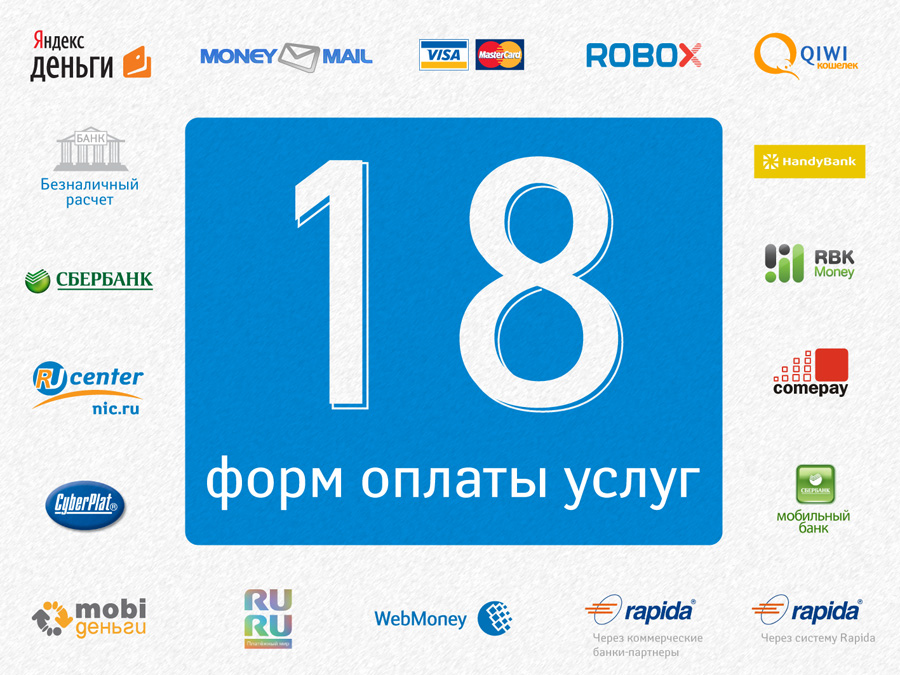 Яндекс
деньги
MONEY MAIL
VISA
MasterCard
ROBOX
QIWI
кошелек
БАНК
Безналичный
расчет
HandyBank
18
СБЕРБАНК
RBK
Money
RU center
nic.ru
comepay
форм оплаты услуг
CyberPlat®
СБЕРБАНК
мобильный
банк
mobi
деньги
RU
RU
WebMoney
rapida®
Через коммерческие
банки-партнеры
rapida®
Через систему Rapida